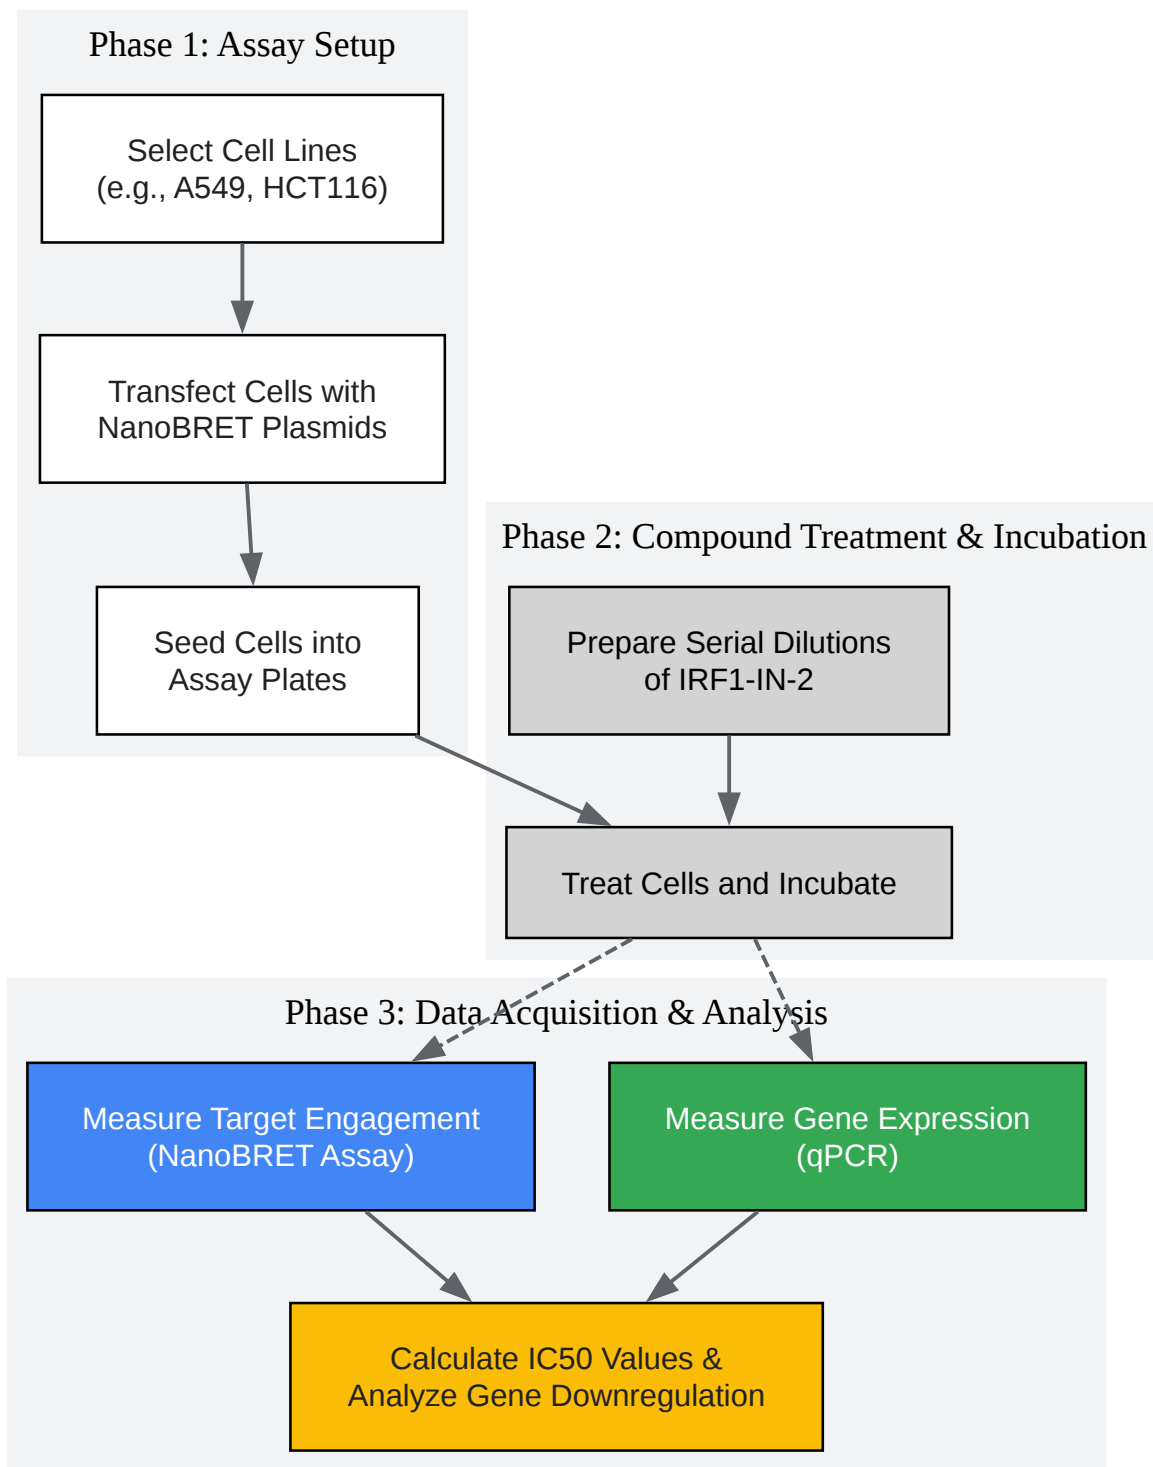 Phase 1: Assay Setup
Select Cell Lines
(e.g., A549, HCT116)
Transfect Cells with
NanoBRET Plasmids
Seed Cells into
Assay Plates
Phase 2: Compound Treatment & Incubation
Prepare Serial Dilutions
of IRF1-IN-2
Treat Cells and Incubate
Phase 3: Data Acquisition & Analysis
Measure Target Engagement
(NanoBRET Assay)
Measure Gene Expression
(qPCR)
Calculate IC50 Values &
Analyze Gene Downregulation